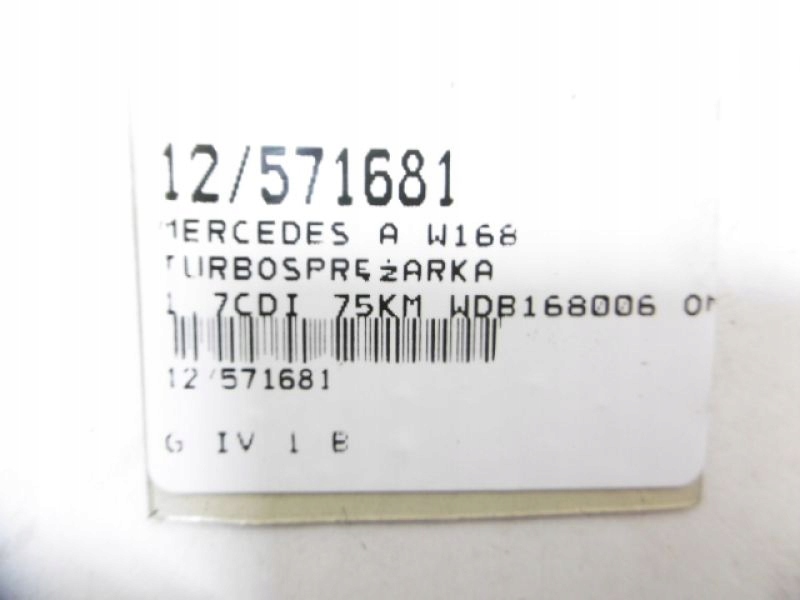 12/571681
MERCEDES A W168
TURBOSPRĘŻARKA
1.7CDI 75KM WDB168006
12/571681
G IV 1 B